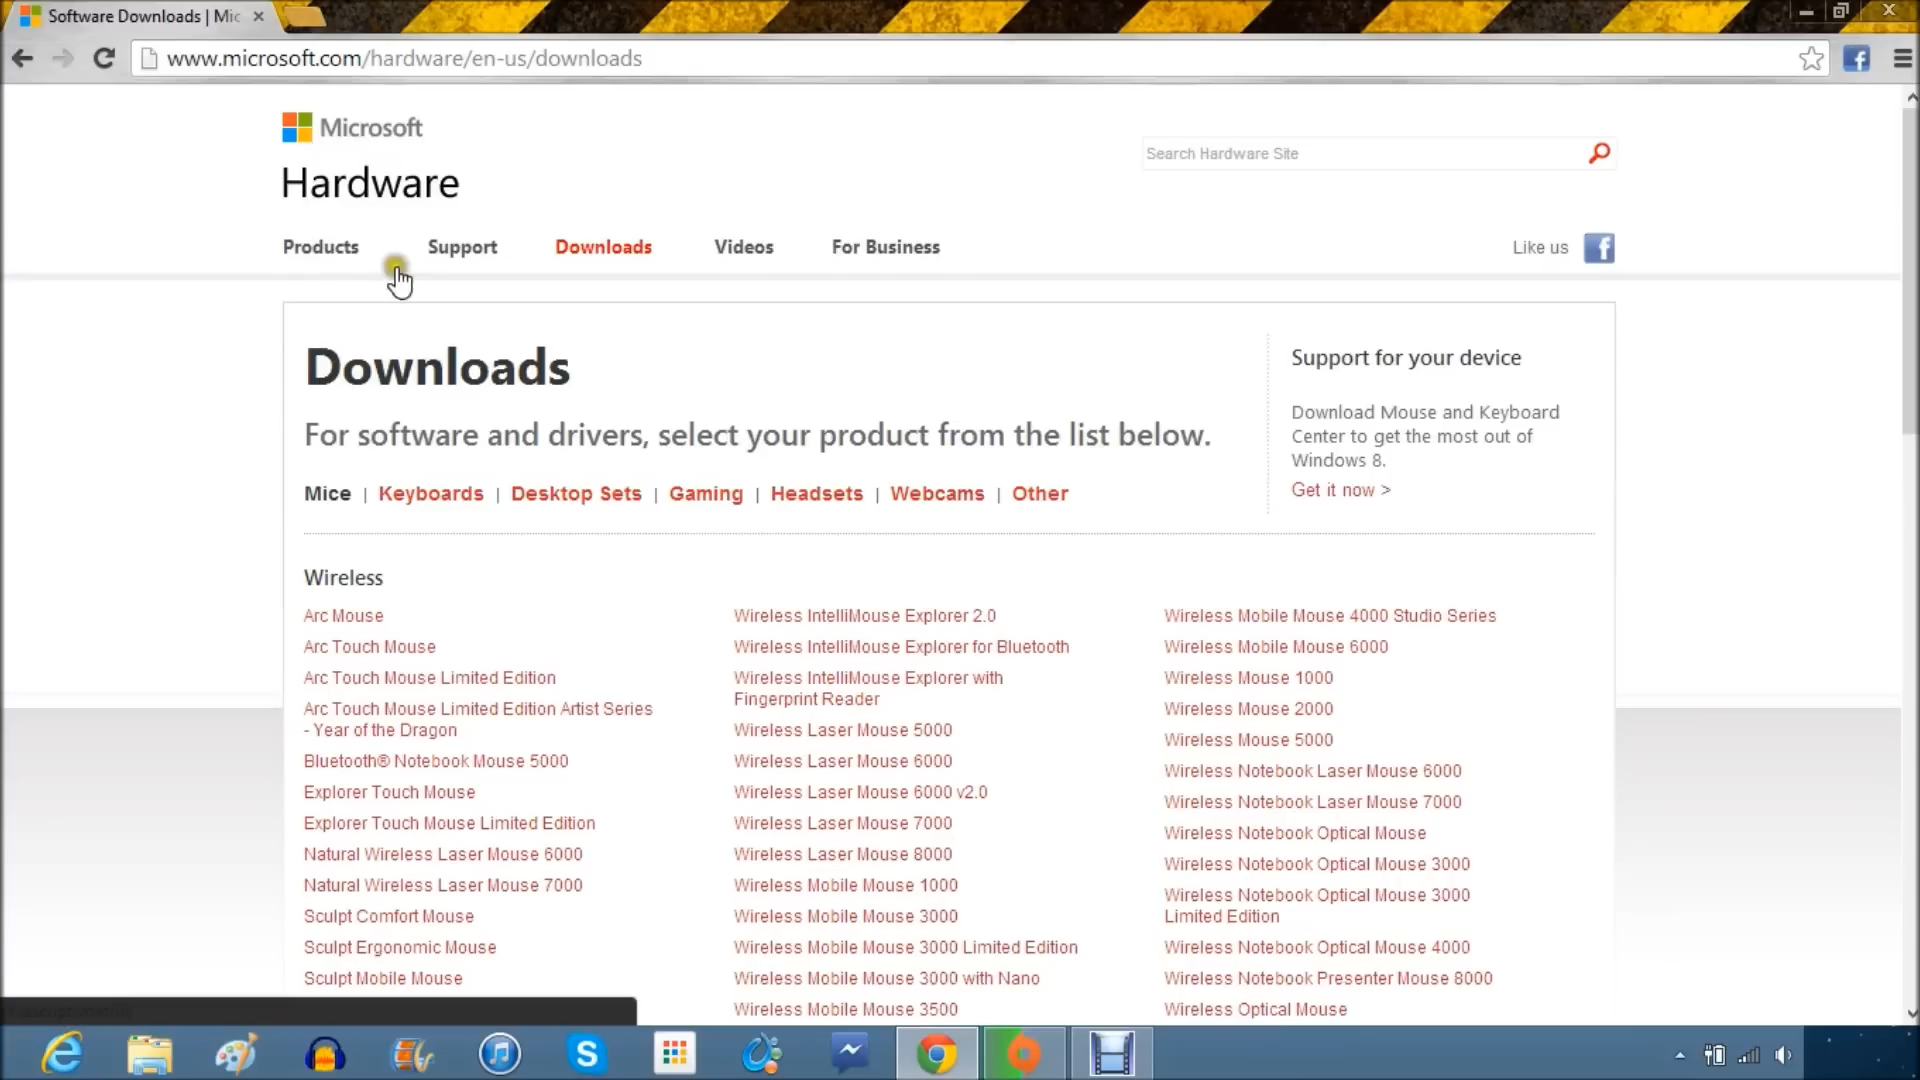 Software Downloads | Mic
www.microsoft.com/hardware/en-us/downloads
Microsoft
Hardware
Search Hardware Site
Products
Support
Downloads
Videos
For Business
Like us
Downloads
For software and drivers, select your product from the list below.
Mice | Keyboards | Desktop Sets | Gaming | Headsets | Webcams | Other
Support for your device
Download Mouse and Keyboard
Center to get the most out of
Windows 8.
Get it now >
Wireless
Arc Mouse
Arc Touch Mouse
Arc Touch Mouse Limited Edition
Arc Touch Mouse Limited Edition Artist Series
- Year of the Dragon
Bluetooth® Notebook Mouse 5000
Explorer Touch Mouse
Explorer Touch Mouse Limited Edition
Natural Wireless Laser Mouse 6000
Natural Wireless Laser Mouse 7000
Sculpt Comfort Mouse
Sculpt Ergonomic Mouse
Sculpt Mobile Mouse
Wireless IntelliMouse Explorer 2.0
Wireless IntelliMouse Explorer for Bluetooth
Wireless IntelliMouse Explorer with
Fingerprint Reader
Wireless Laser Mouse 5000
Wireless Laser Mouse 6000
Wireless Laser Mouse 6000 v2.0
Wireless Laser Mouse 7000
Wireless Laser Mouse 8000
Wireless Mobile Mouse 1000
Wireless Mobile Mouse 3000
Wireless Mobile Mouse 3000 Limited Edition
Wireless Mobile Mouse 3000 with Nano
Wireless Mobile Mouse 3500
Wireless Mobile Mouse 4000 Studio Series
Wireless Mobile Mouse 6000
Wireless Mouse 1000
Wireless Mouse 2000
Wireless Mouse 5000
Wireless Notebook Laser Mouse 6000
Wireless Notebook Laser Mouse 7000
Wireless Notebook Optical Mouse
Wireless Notebook Optical Mouse 3000
Wireless Notebook Optical Mouse 3000
Limited Edition
Wireless Notebook Optical Mouse 4000
Wireless Notebook Presenter Mouse 8000
Wireless Optical Mouse